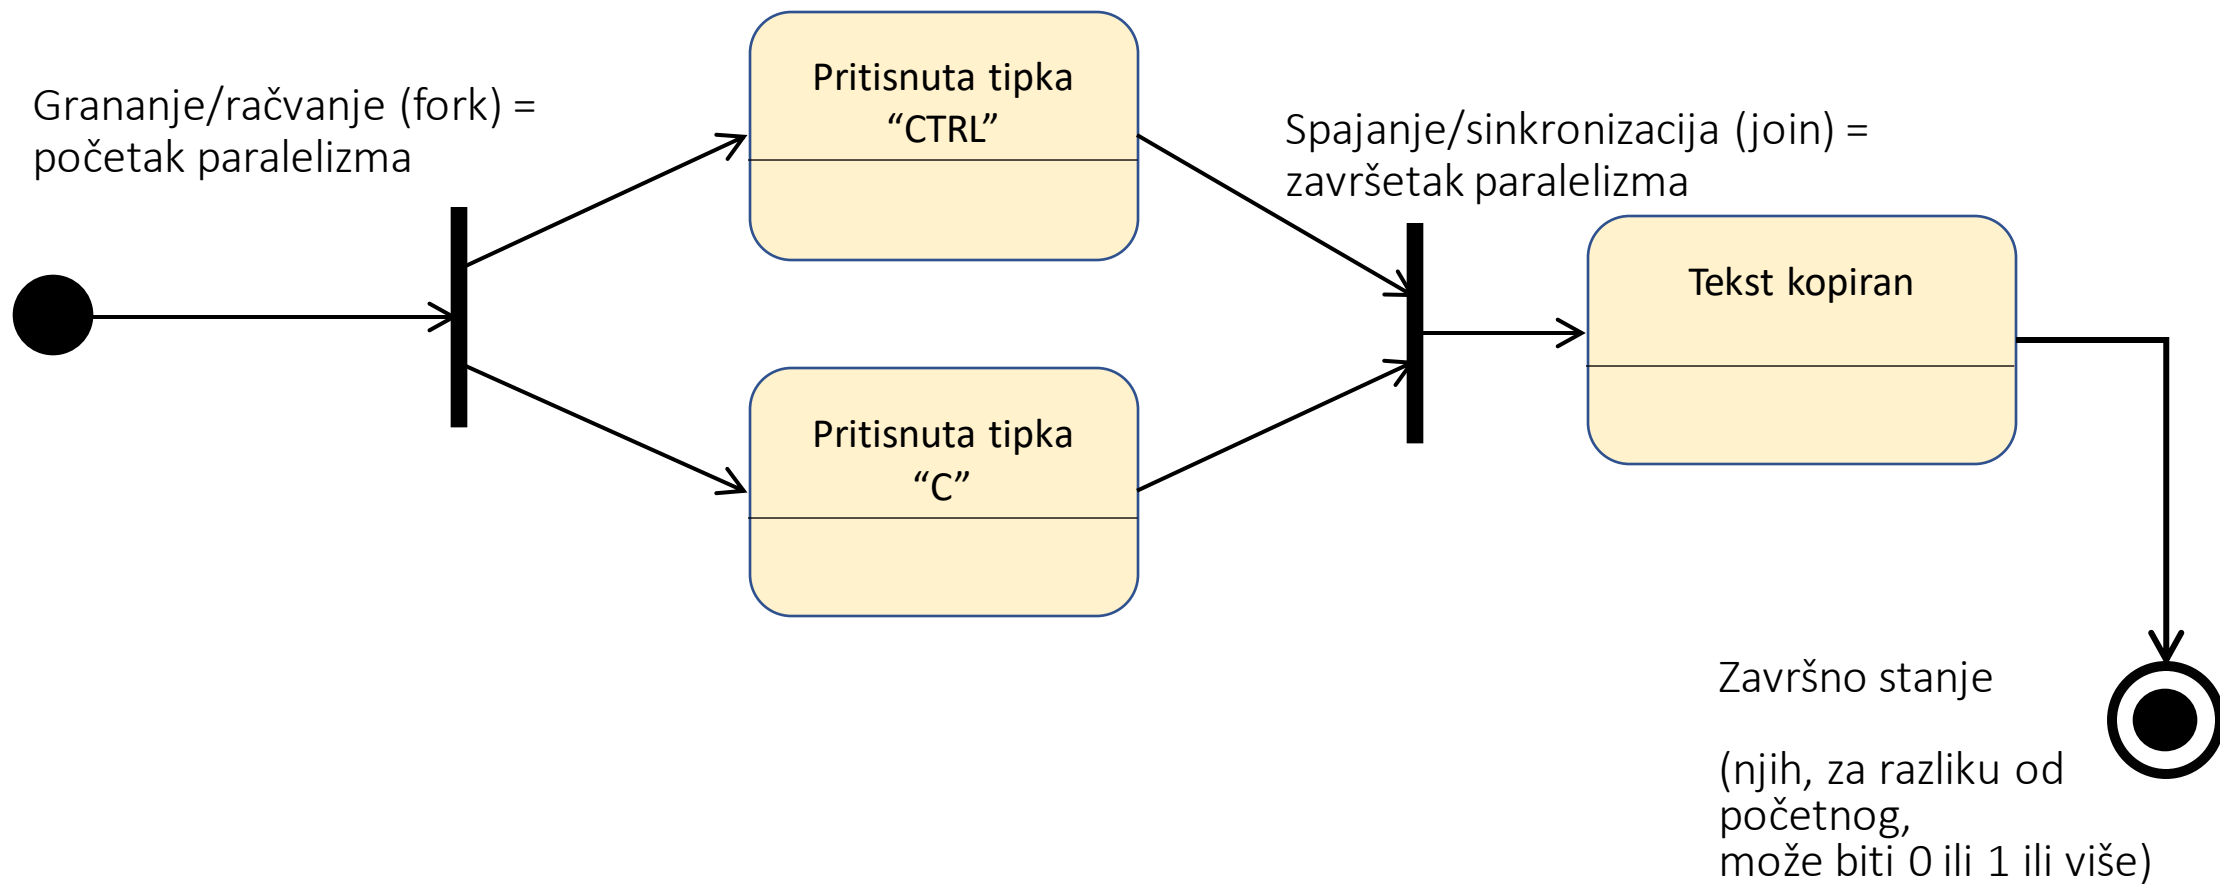 Grananje/račvanje (fork) =
početak paralelizma
Pritisnuta tipka
“CTRL”
Pritisnuta tipka
“C”
Spajanje/sinkronizacija (join) =
završetak paralelizma
Tekst kopiran
Završno stanje
(njih, za razliku od
početnog,
može biti 0 ili 1 ili više)